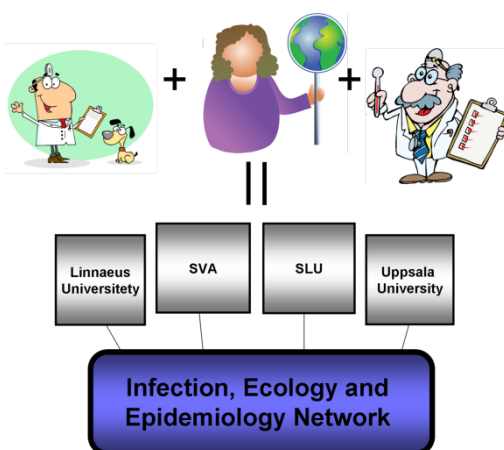 +
+
Linnaeus
Universitety
SVA
SLU
Uppsala
University
Infection, Ecology and
Epidemiology Network